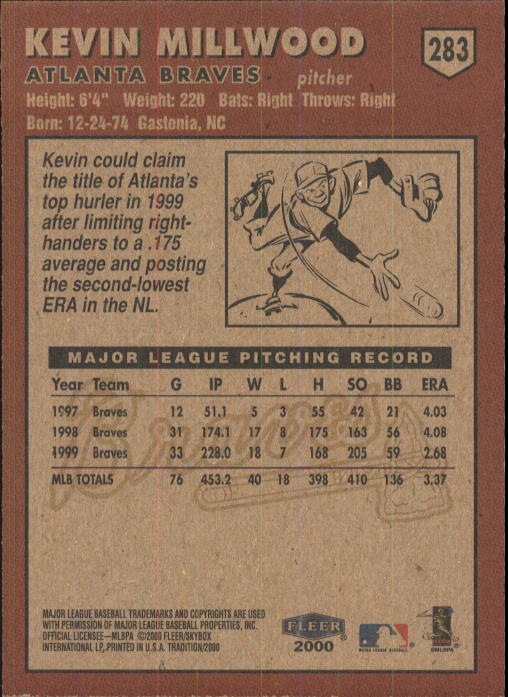 KEVIN MILLWOOD
283
ATLANTA BRAVES pitcher
Height: 6'4" Weight: 220 Bats: Right Throws: Right
Born: 12-24-74 Gastonia, NC
Kevin could claim
the title of Atlanta's
top hurler in 1999
after limiting right-
handers to a .175
average and posting
the second-lowest
ERA in the NL.
MAJOR LEAGUE PITCHING RECORD
Year Team G IP W L H SO BB ERA
1997 Braves 12 51.1 5 3 55 42 21 4.03
1998 Braves 31 174.1 17 8 175 163 56 4.08
1999 Braves 33 228.0 18 7 168 205 59 2.68
MLB TOTALS 76 453.2 40 18 398 410 136 3.37
Braves
MAJOR LEAGUE BASEBALL TRADEMARKS AND COPYRIGHTS ARE USED
WITH PERMISSION OF MAJOR LEAGUE BASEBALL PROPERTIES, INC.
OFFICIAL LICENSEE—MLBPA ©2000 FLEER/SKYBOX
INTERNATIONAL LP, PRINTED IN U.S.A. TRADITION/2000
FLEER
2000
MAJOR LEAGUE BASEBALL
©MLBPA